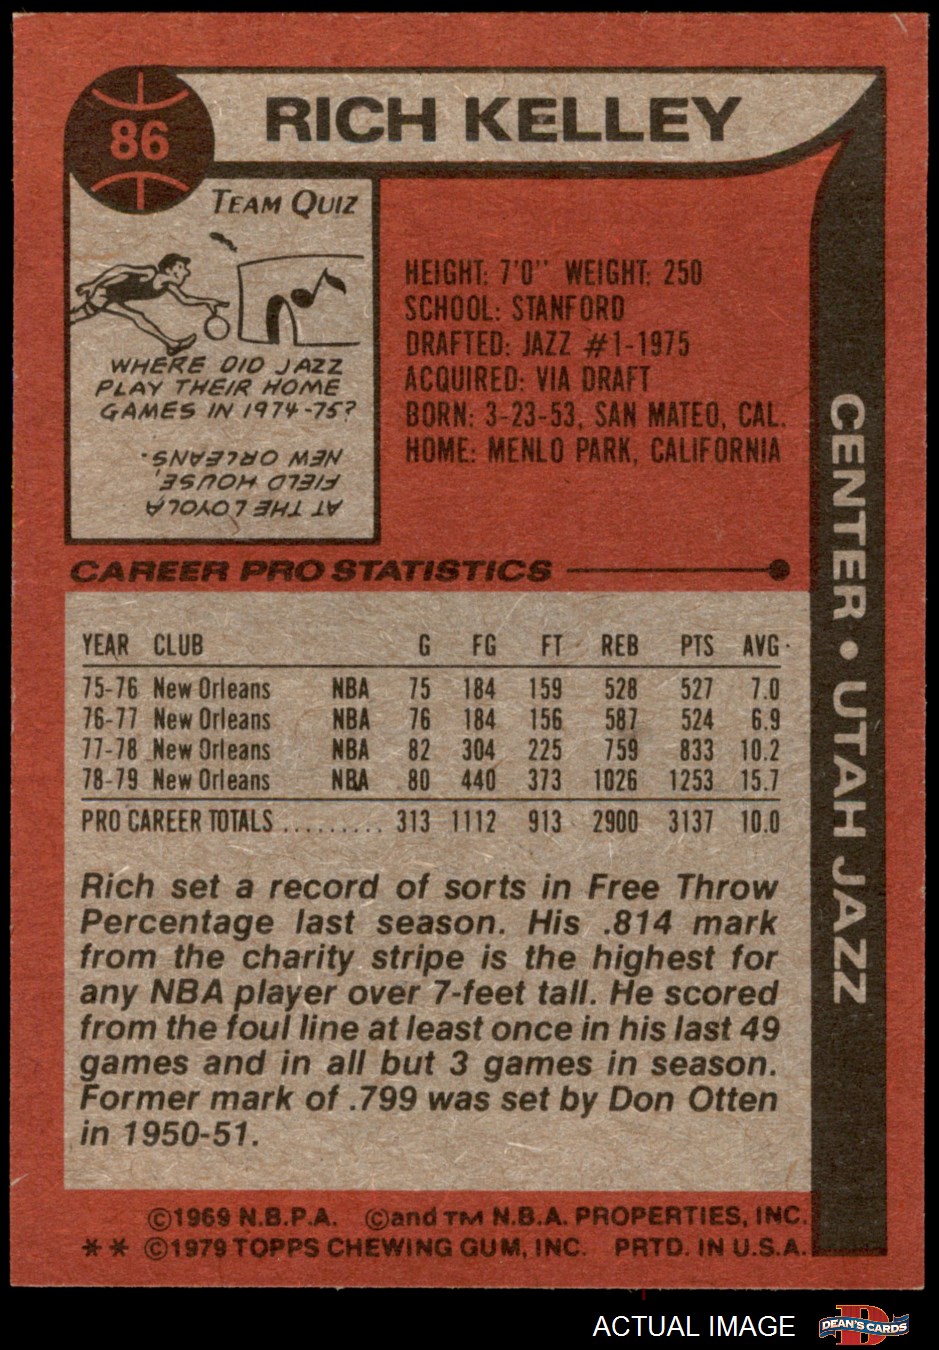 86
RICH KELLEY
TEAM QUIZ
WHERE DID JAZZ
PLAY THEIR HOME
GAMES IN 1974-75?
AT THE LOYOLA
FIELD HOUSE,
NEW ORLEANS.
HEIGHT: 7'0" WEIGHT: 250
SCHOOL: STANFORD
DRAFTED: JAZZ #1-1975
ACQUIRED: VIA DRAFT
BORN: 3-23-53, SAN MATEO, CAL.
HOME: MENLO PARK, CALIFORNIA
CENTER • UTAH JAZZ
CAREER PRO STATISTICS
YEAR CLUB G FG FT REB PTS AVG.
75-76 New Orleans NBA 75 184 159 528 527 7.0
76-77 New Orleans NBA 76 184 156 587 524 6.9
77-78 New Orleans NBA 82 304 225 759 833 10.2
78-79 New Orleans NBA 80 440 373 1026 1253 15.7
PRO CAREER TOTALS ......... 313 1112 913 2900 3137 10.0
Rich set a record of sorts in Free Throw
Percentage last season. His .814 mark
from the charity stripe is the highest for
any NBA player over 7-feet tall. He scored
from the foul line at least once in his last 49
games and in all but 3 games in season.
Former mark of .799 was set by Don Otten
in 1950-51.
©1969 N.B.P.A. ©and TM N.B.A. PROPERTIES, INC.
** ©1979 TOPPS CHEWING GUM, INC. PRTD. IN U.S.A.
ACTUAL IMAGE
D
DEAN'S CARDS